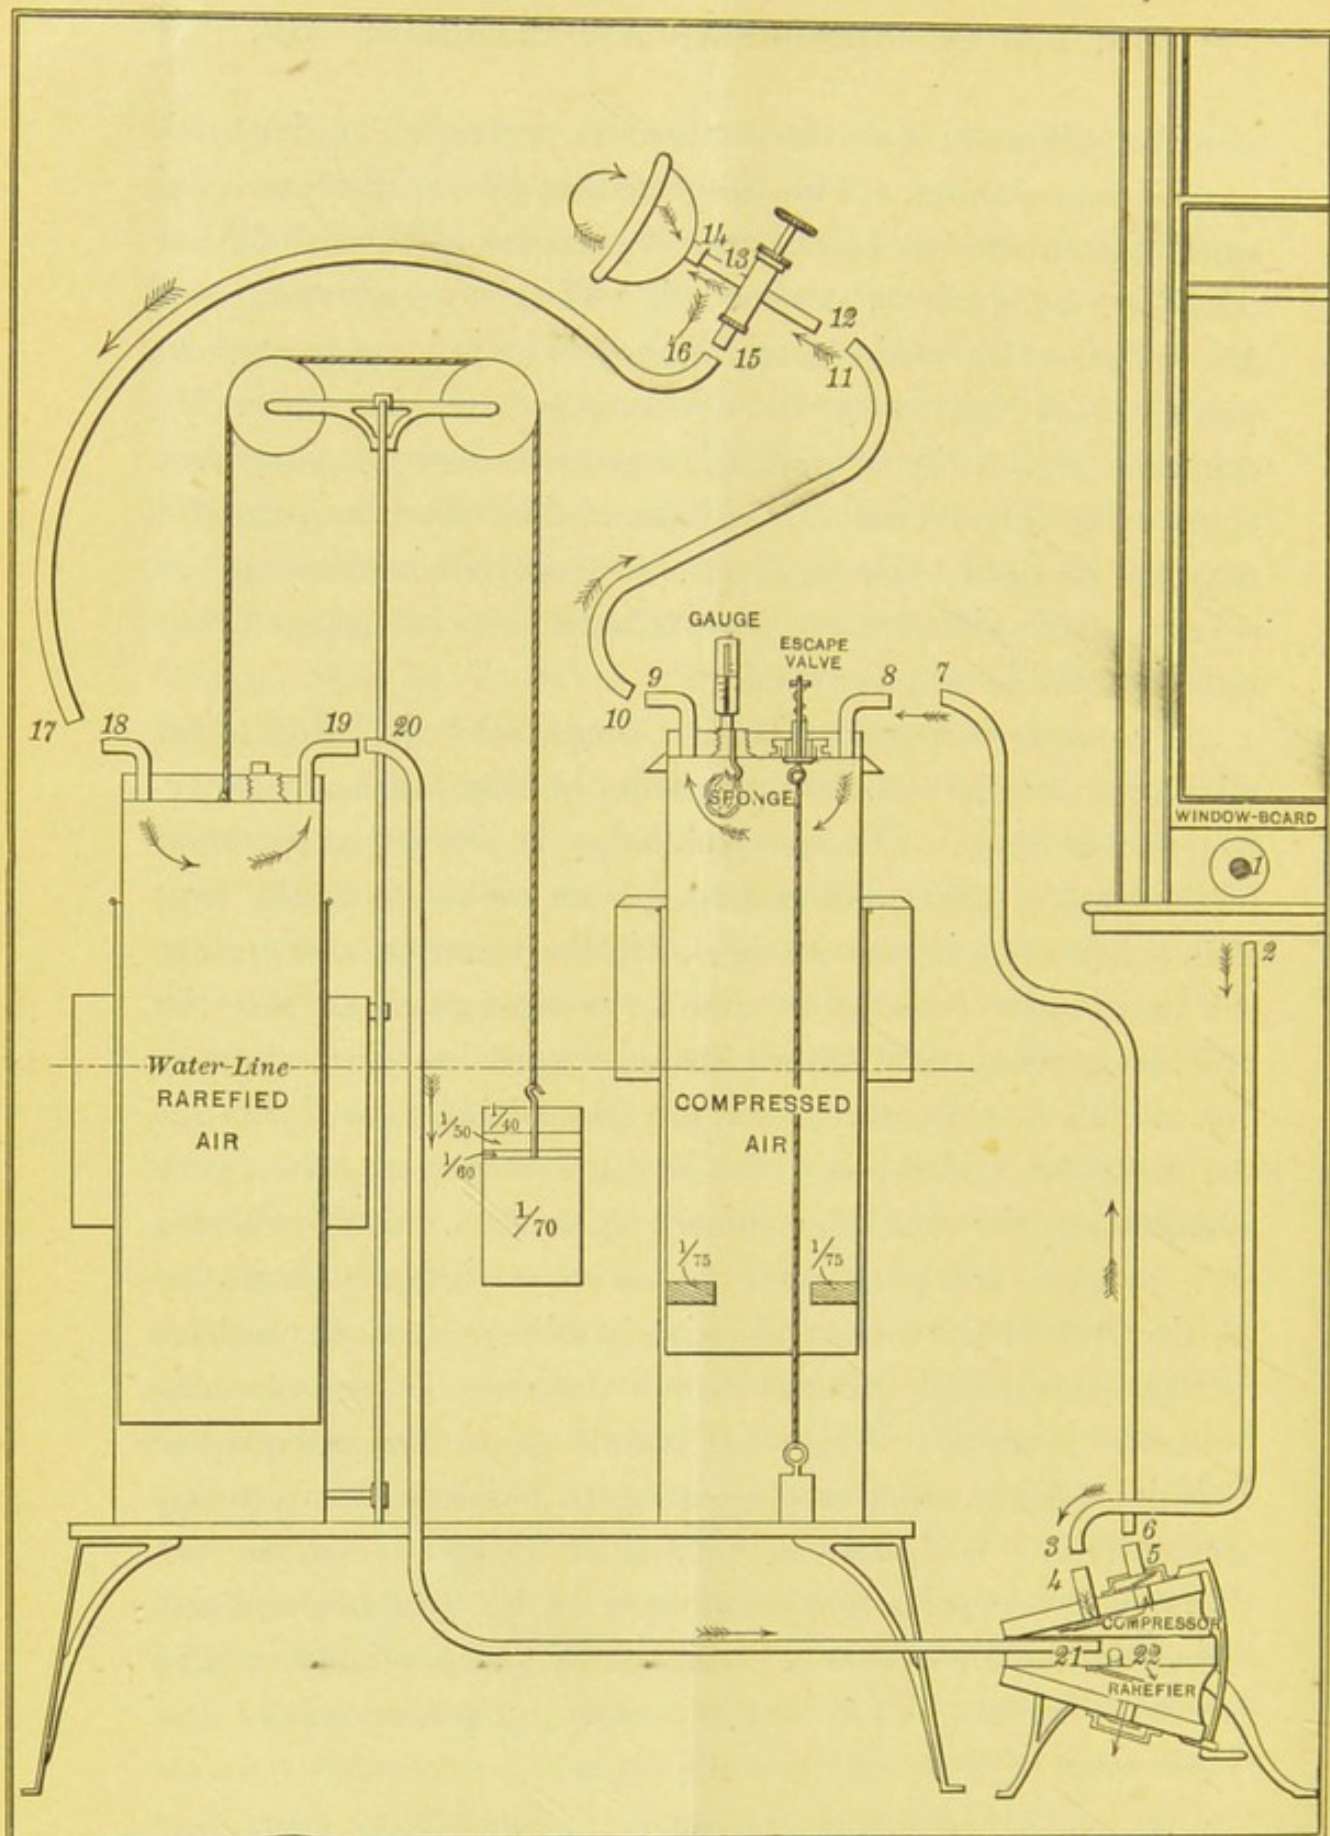 14
13
12
16
15
11
GAUGE
ESCAPE
VALVE
9
8
7
10
17
18
19
20
SPONGE
WINDOW-BOARD
1
2
Water-Line
RAREFIED
AIR
COMPRESSED
AIR
1/40
1/50
1/60
1/70
1/75
1/75
6
3
5
4
COMPRESSOR
21
22
RAREFIER